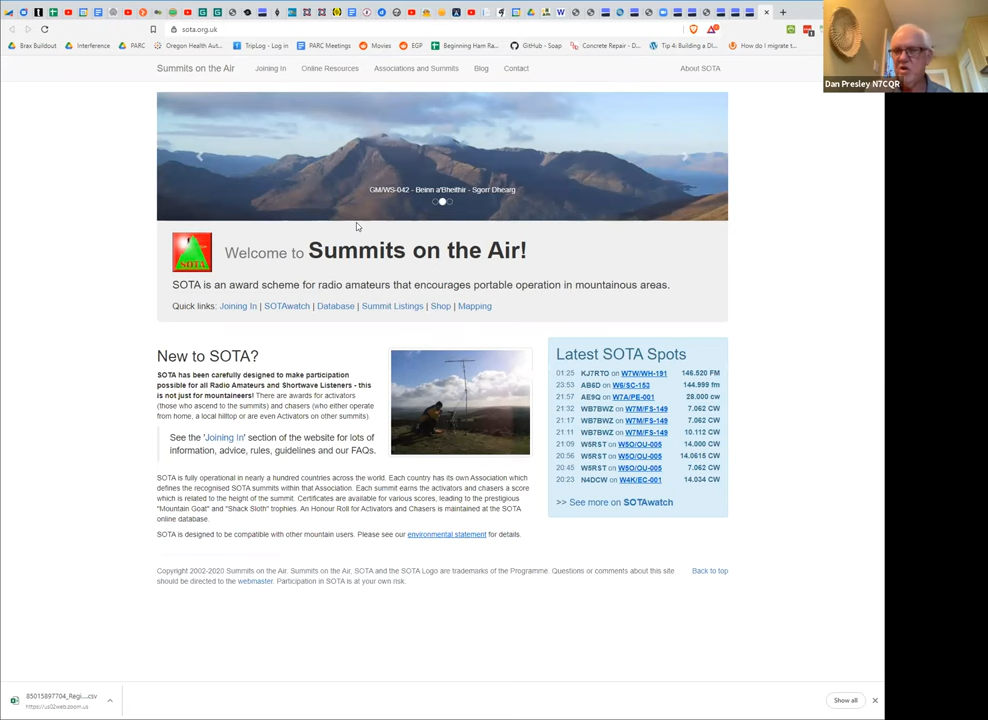 sota.org.uk
Brax Buildout Interference PARC Oregon Health Aut... TripLog - Log in PARC Meetings Movies EGP Beginning Ham Ra... GitHub - Soap Concrete Repair - D... Tip 4: Building a Dl... How do I migrate t...
Dan Presley N7CQR
Summits on the Air Joining In Online Resources Associations and Summits Blog Contact About SOTA
GM/WS-042 - Beinn a'Bheithir - Sgorr Dhearg
SOTA
Welcome to Summits on the Air!
SOTA is an award scheme for radio amateurs that encourages portable operation in mountainous areas.
Quick links: Joining In | SOTAwatch | Database | Summit Listings | Shop | Mapping
New to SOTA?
SOTA has been carefully designed to make participation
possible for all Radio Amateurs and Shortwave Listeners - this
is not just for mountaineers! There are awards for activators
(those who ascend to the summits) and chasers (who either operate
from home, a local hilltop or are even Activators on other summits).
See the 'Joining In' section of the website for lots of
information, advice, rules, guidelines and our FAQs.
SOTA is fully operational in nearly a hundred countries across the world. Each country has its own Association which
defines the recognised SOTA summits within that Association. Each summit earns the activators and chasers a score
which is related to the height of the summit. Certificates are available for various scores, leading to the prestigious
"Mountain Goat" and "Shack Sloth" trophies. An Honour Roll for Activators and Chasers is maintained at the SOTA
online database.
SOTA is designed to be compatible with other mountain users. Please see our environmental statement for details.
Latest SOTA Spots
01:25 KJ7RTO on W7W/WH-191 146.520 FM
23:53 AB6D on W6/SC-153 144.999 fm
21:57 AE9Q on W7A/PE-001 28.000 cw
21:32 WB7BWZ on W7M/FS-149 7.062 CW
21:17 WB7BWZ on W7M/FS-149 7.062 CW
21:11 WB7BWZ on W7M/FS-149 10.112 CW
21:09 W5RST on W5O/OU-005 14.000 CW
20:56 W5RST on W5O/OU-005 14.0615 CW
20:45 W5RST on W5O/OU-005 7.062 CW
20:23 N4DCW on W4K/EC-001 14.034 CW
>> See more on SOTAwatch
Copyright 2002-2020 Summits on the Air. Summits on the Air, SOTA and the SOTA Logo are trademarks of the Programme. Questions or comments about this site
should be directed to the webmaster. Participation in SOTA is at your own risk.
Back to top
85015897704_Regi....csv
https://us02web.zoom.us
Show all